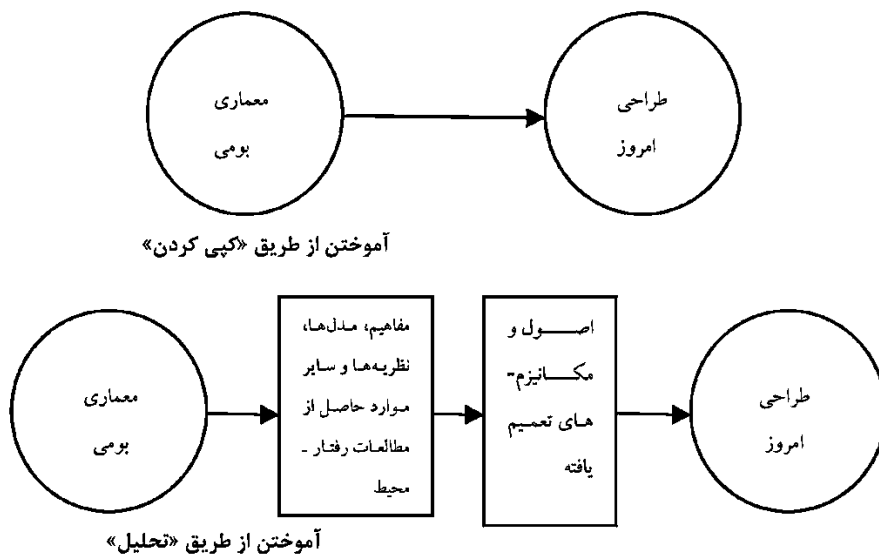 معماری
بومی
طراحی
امروز
آموختن از طریق «کپی کردن»
معماری
بومی
مفاهیم، مدل‌ها،
نظریه‌ها و سایر
موارد حاصل از
مطالعات رفتار -
محیط
اصول و
مکانیزم-
های تعمیم
یافته
طراحی
امروز
آموختن از طریق «تحلیل»